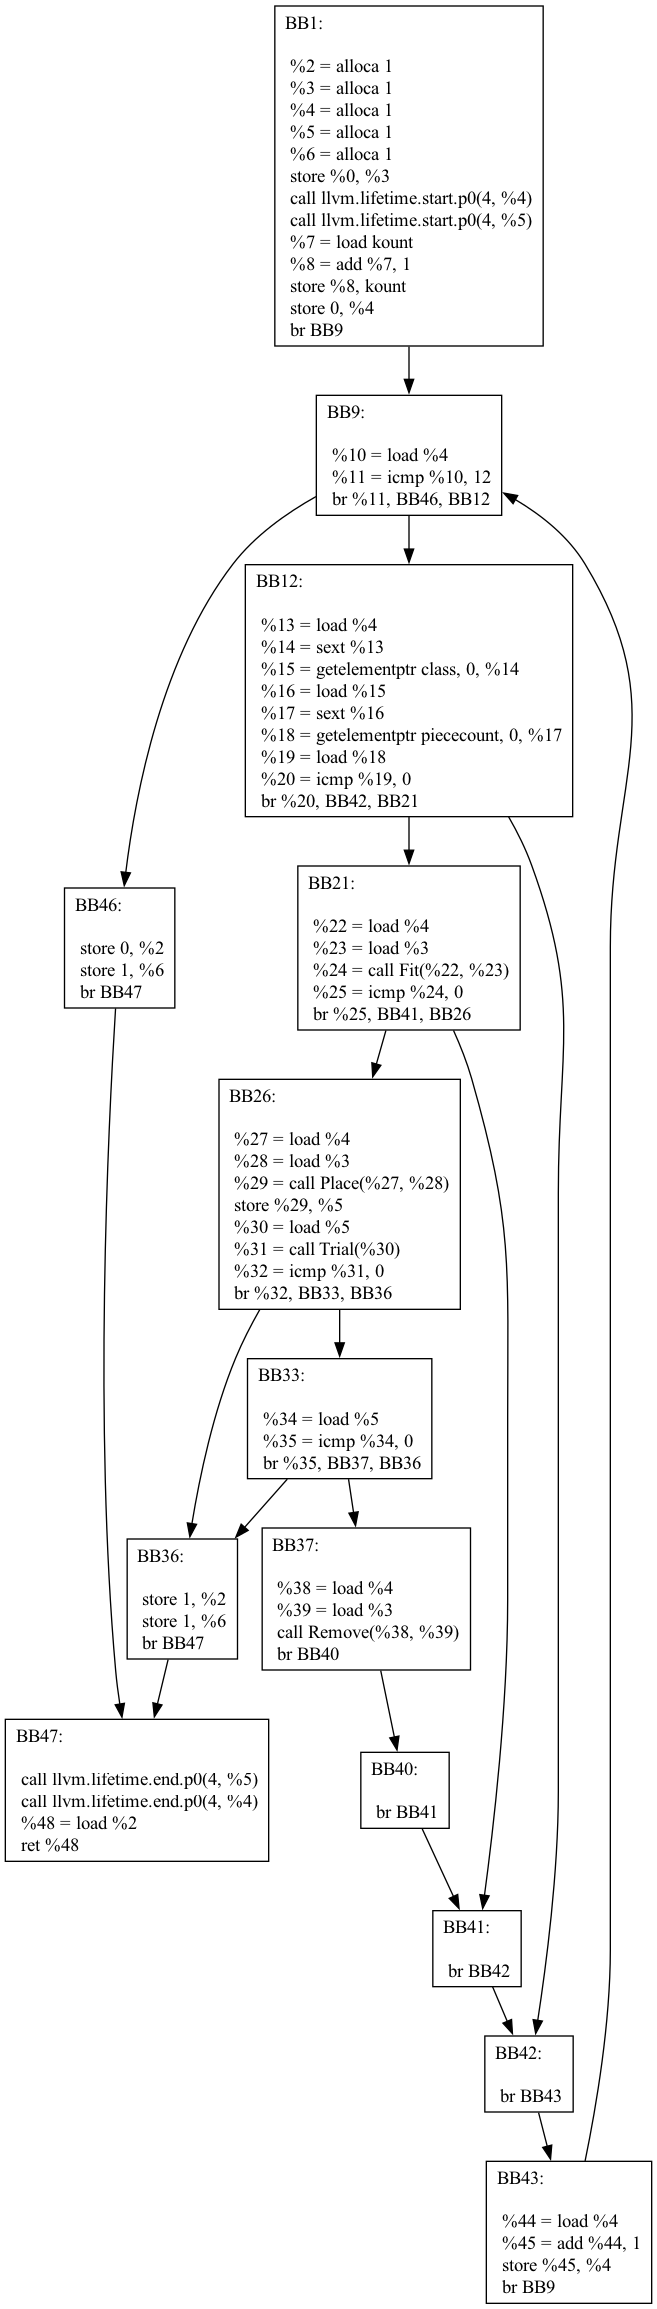 BB1:
%2 = alloca 1
%3 = alloca 1
%4 = alloca 1
%5 = alloca 1
%6 = alloca 1
store %0, %3
call llvm.lifetime.start.p0(4, %4)
call llvm.lifetime.start.p0(4, %5)
%7 = load kount
%8 = add %7, 1
store %8, kount
store 0, %4
br BB9
BB9:
%10 = load %4
%11 = icmp %10, 12
br %11, BB46, BB12
BB12:
%13 = load %4
%14 = sext %13
%15 = getelementptr class, 0, %14
%16 = load %15
%17 = sext %16
%18 = getelementptr piececount, 0, %17
%19 = load %18
%20 = icmp %19, 0
br %20, BB42, BB21
BB46:
store 0, %2
store 1, %6
br BB47
BB21:
%22 = load %4
%23 = load %3
%24 = call Fit(%22, %23)
%25 = icmp %24, 0
br %25, BB41, BB26
BB26:
%27 = load %4
%28 = load %3
%29 = call Place(%27, %28)
store %29, %5
%30 = load %5
%31 = call Trial(%30)
%32 = icmp %31, 0
br %32, BB33, BB36
BB33:
%34 = load %5
%35 = icmp %34, 0
br %35, BB37, BB36
BB36:
store 1, %2
store 1, %6
br BB47
BB37:
%38 = load %4
%39 = load %3
call Remove(%38, %39)
br BB40
BB47:
call llvm.lifetime.end.p0(4, %5)
call llvm.lifetime.end.p0(4, %4)
%48 = load %2
ret %48
BB40:
br BB41
BB41:
br BB42
BB42:
br BB43
BB43:
%44 = load %4
%45 = add %44, 1
store %45, %4
br BB9